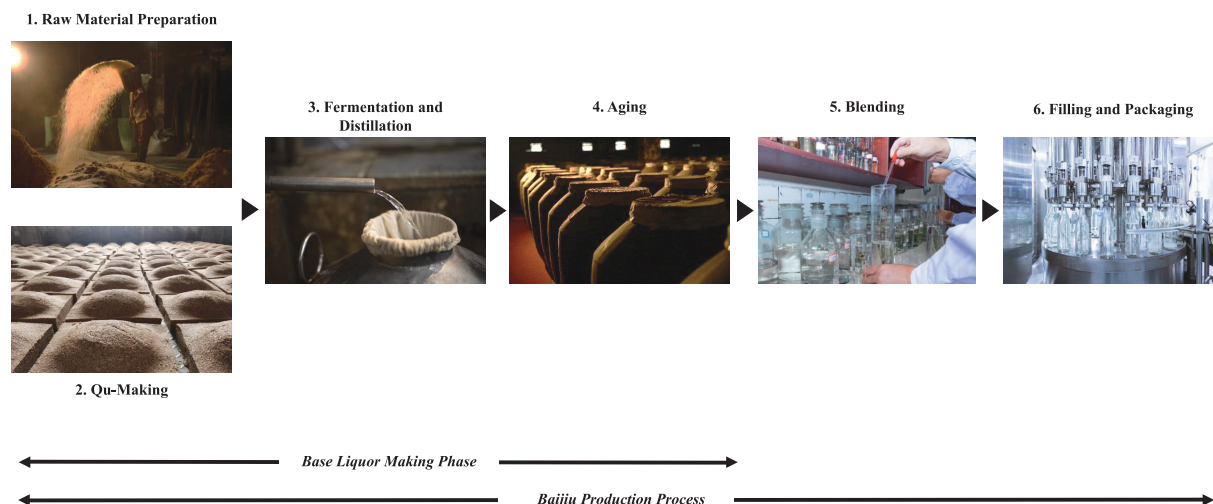 1. Raw Material Preparation
3. Fermentation and
Distillation
4. Aging
5. Blending
6. Filling and Packaging
2. Qu-Making
Base Liquor Making Phase
Baijiu Production Process